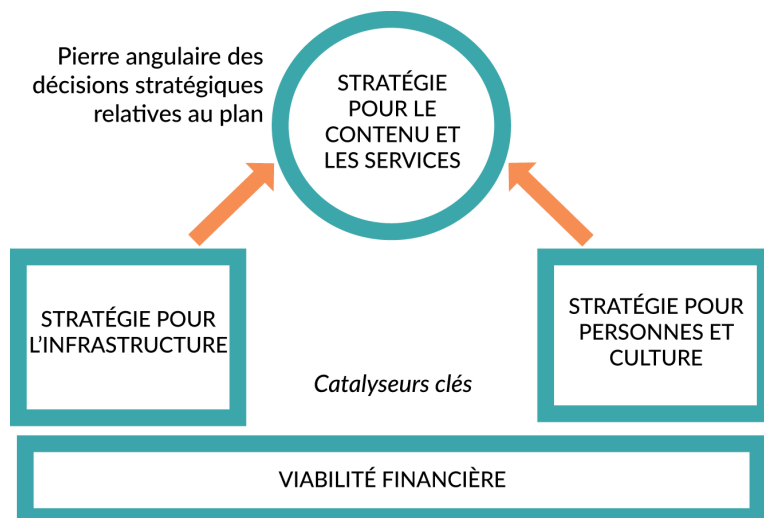 Pierre angulaire des
décisions stratégiques
relatives au plan
STRATÉGIE
POUR LE
CONTENU ET
LES SERVICES
STRATÉGIE POUR
L'INFRASTRUCTURE
STRATÉGIE POUR
PERSONNES ET
CULTURE
Catalyseurs clés
VIABILITÉ FINANCIÈRE